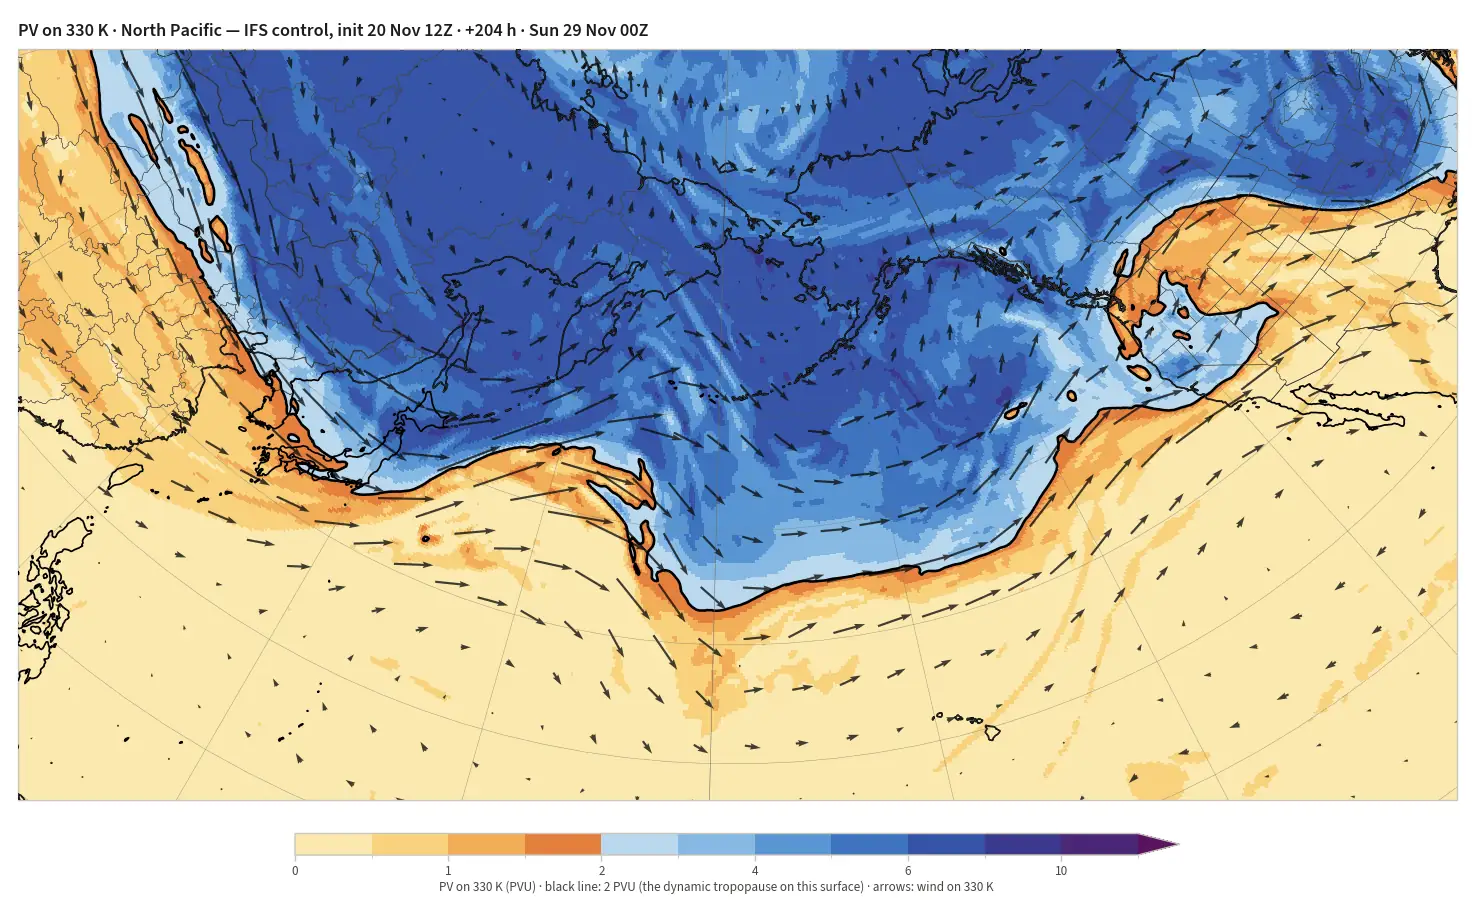 PV on 330 K · North Pacific — IFS control, init 20 Nov 12Z · +204 h · Sun 29 Nov 00Z
0 1 2 4 6 10
PV on 330 K (PVU) · black line: 2 PVU (the dynamic tropopause on this surface) · arrows: wind on 330 K